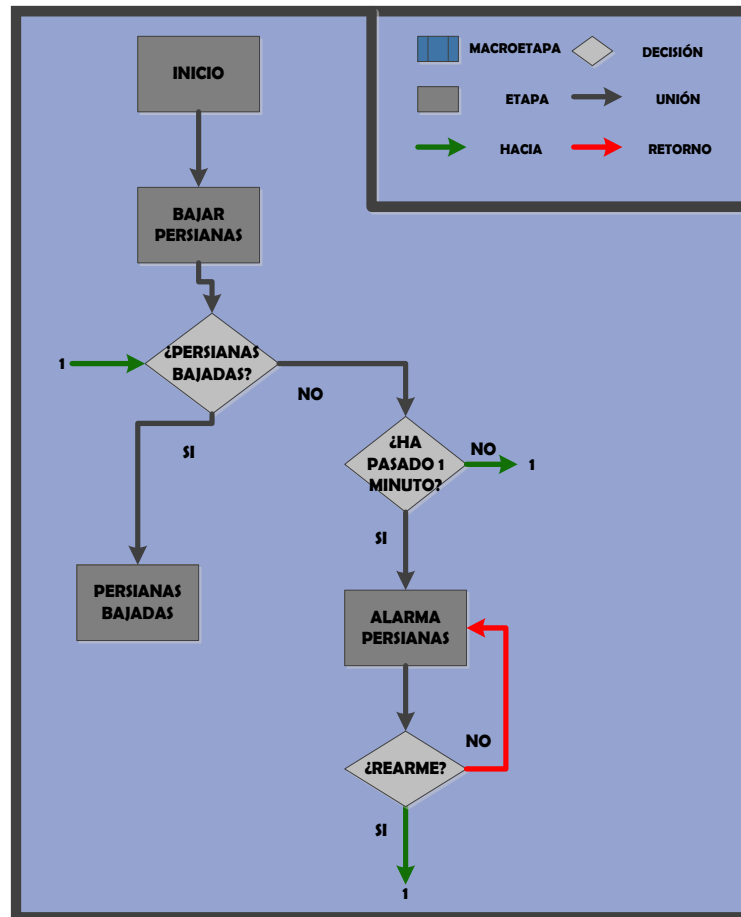 INICIO
MACROETAPA
DECISIÓN
ETAPA
UNIÓN
HACIA
RETORNO
BAJAR
PERSIANAS
1
¿PERSIANAS
BAJADAS?
NO
SI
¿HA
PASADO 1
MINUTO?
NO
1
SI
PERSIANAS
BAJADAS
ALARMA
PERSIANAS
¿REARME?
NO
SI
1